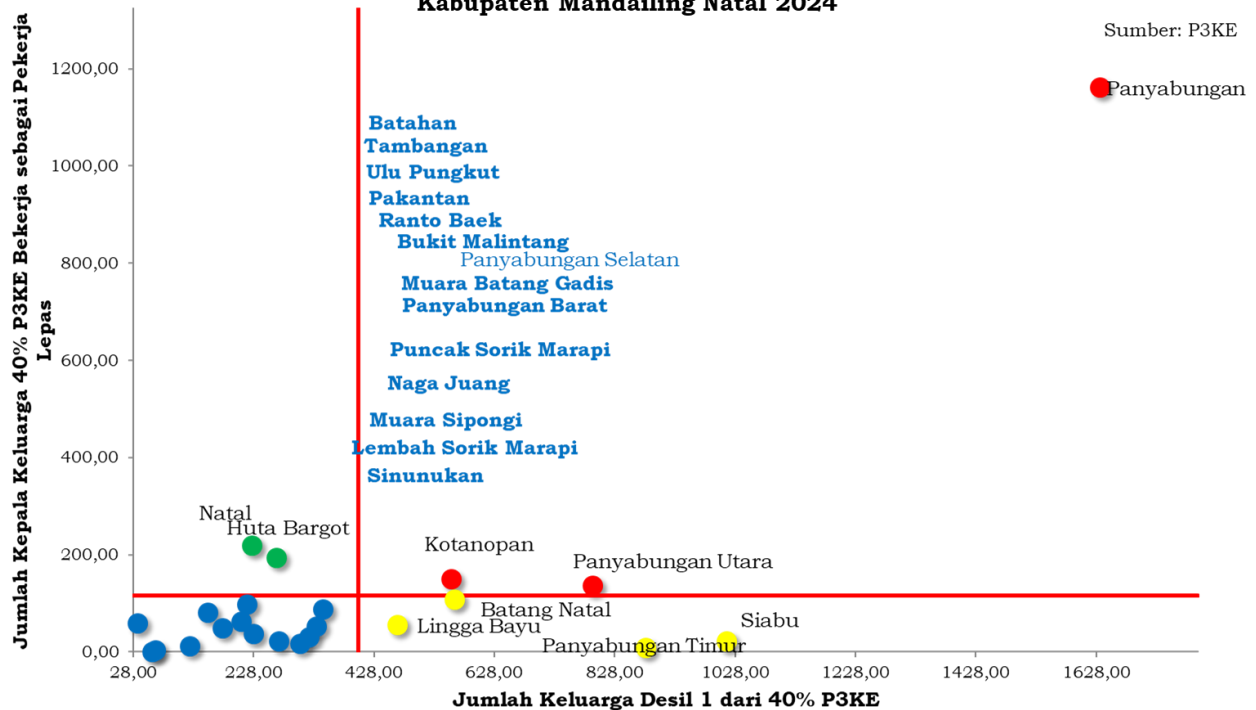 Kabupaten Mandailing Natal 2024
Sumber: P3KE
Jumlah Kepala Keluarga 40% P3KE Bekerja sebagai Pekerja
Lepas
1200,00
1000,00
800,00
600,00
400,00
200,00
0,00
Panyabungan
Batahan
Tambangan
Ulu Pungkut
Pakantan
Ranto Baek
Bukit Malintang
Panyabungan Selatan
Muara Batang Gadis
Panyabungan Barat
Puncak Sorik Marapi
Naga Juang
Muara Sipongi
Lembah Sorik Marapi
Sinunukan
Natal
Huta Bargot
Kotanopan
Panyabungan Utara
Batang Natal
Lingga Bayu
Siabu
Panyabungan Timur
28,00 228,00 428,00 628,00 828,00 1028,00 1228,00 1428,00 1628,00
Jumlah Keluarga Desil 1 dari 40% P3KE